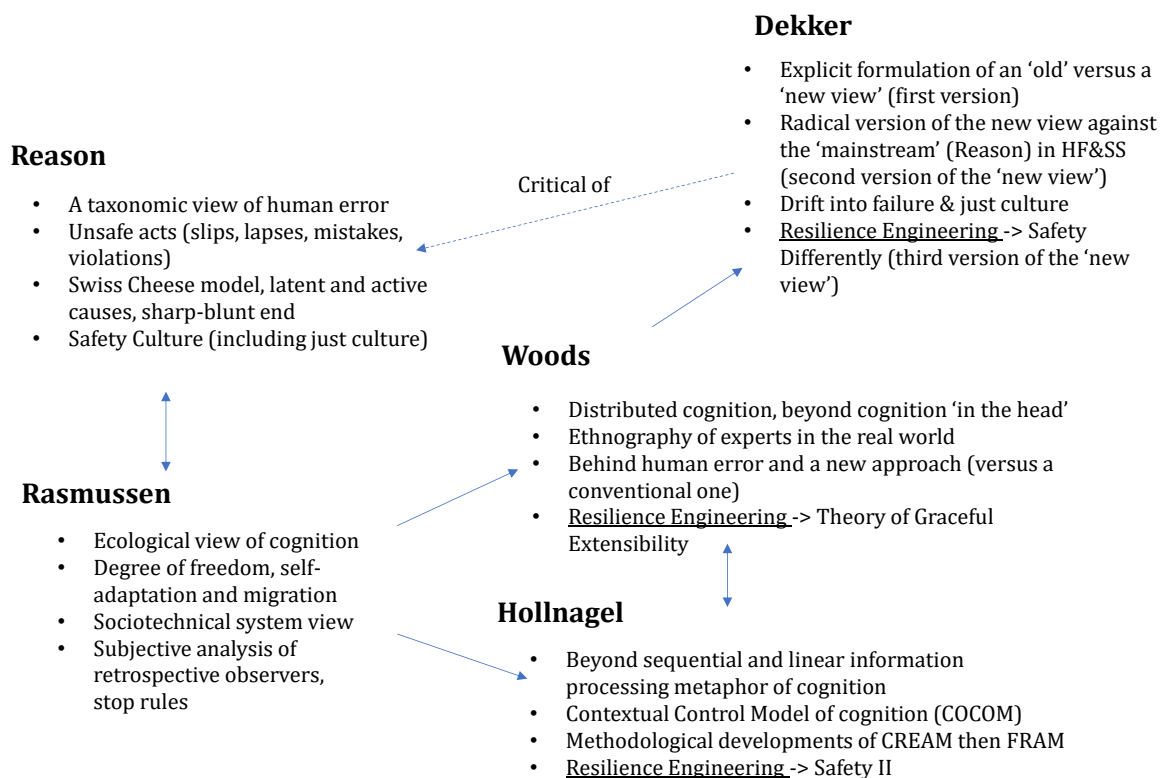 Dekker
• Explicit formulation of an ‘old’ versus a
‘new view’ (first version)
• Radical version of the new view against
the ‘mainstream’ (Reason) in HF&SS
(second version of the ‘new view’)
• Drift into failure & just culture
• Resilience Engineering -> Safety
Differently (third version of the ‘new
view’)
Reason
• A taxonomic view of human error
• Unsafe acts (slips, lapses, mistakes,
violations)
• Swiss Cheese model, latent and active
causes, sharp-blunt end
• Safety Culture (including just culture)
Critical of
Woods
• Distributed cognition, beyond cognition ‘in the head’
• Ethnography of experts in the real world
• Behind human error and a new approach (versus a
conventional one)
• Resilience Engineering -> Theory of Graceful
Extensibility
Rasmussen
• Ecological view of cognition
• Degree of freedom, self-
adaptation and migration
• Sociotechnical system view
• Subjective analysis of
retrospective observers,
stop rules
Hollnagel
• Beyond sequential and linear information
processing metaphor of cognition
• Contextual Control Model of cognition (COCOM)
• Methodological developments of CREAM then FRAM
• Resilience Engineering -> Safety II